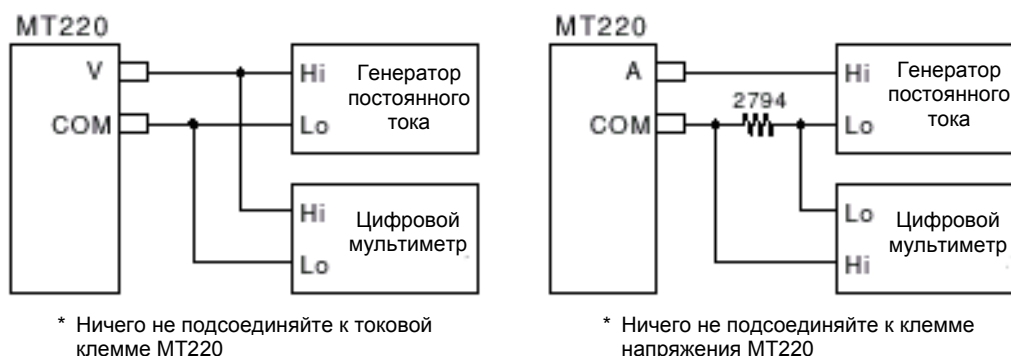 MT220
V
COM
Hi
Lo
Генератор
постоянного
тока
Hi
Lo
Цифровой
мультиметр
* Ничего не подсоединяйте к токовой
клемме MT220
MT220
A
COM
2794
Hi
Lo
Генератор
постоянного
тока
Lo
Hi
Цифровой
мультиметр
* Ничего не подсоединяйте к клемме
напряжения MT220